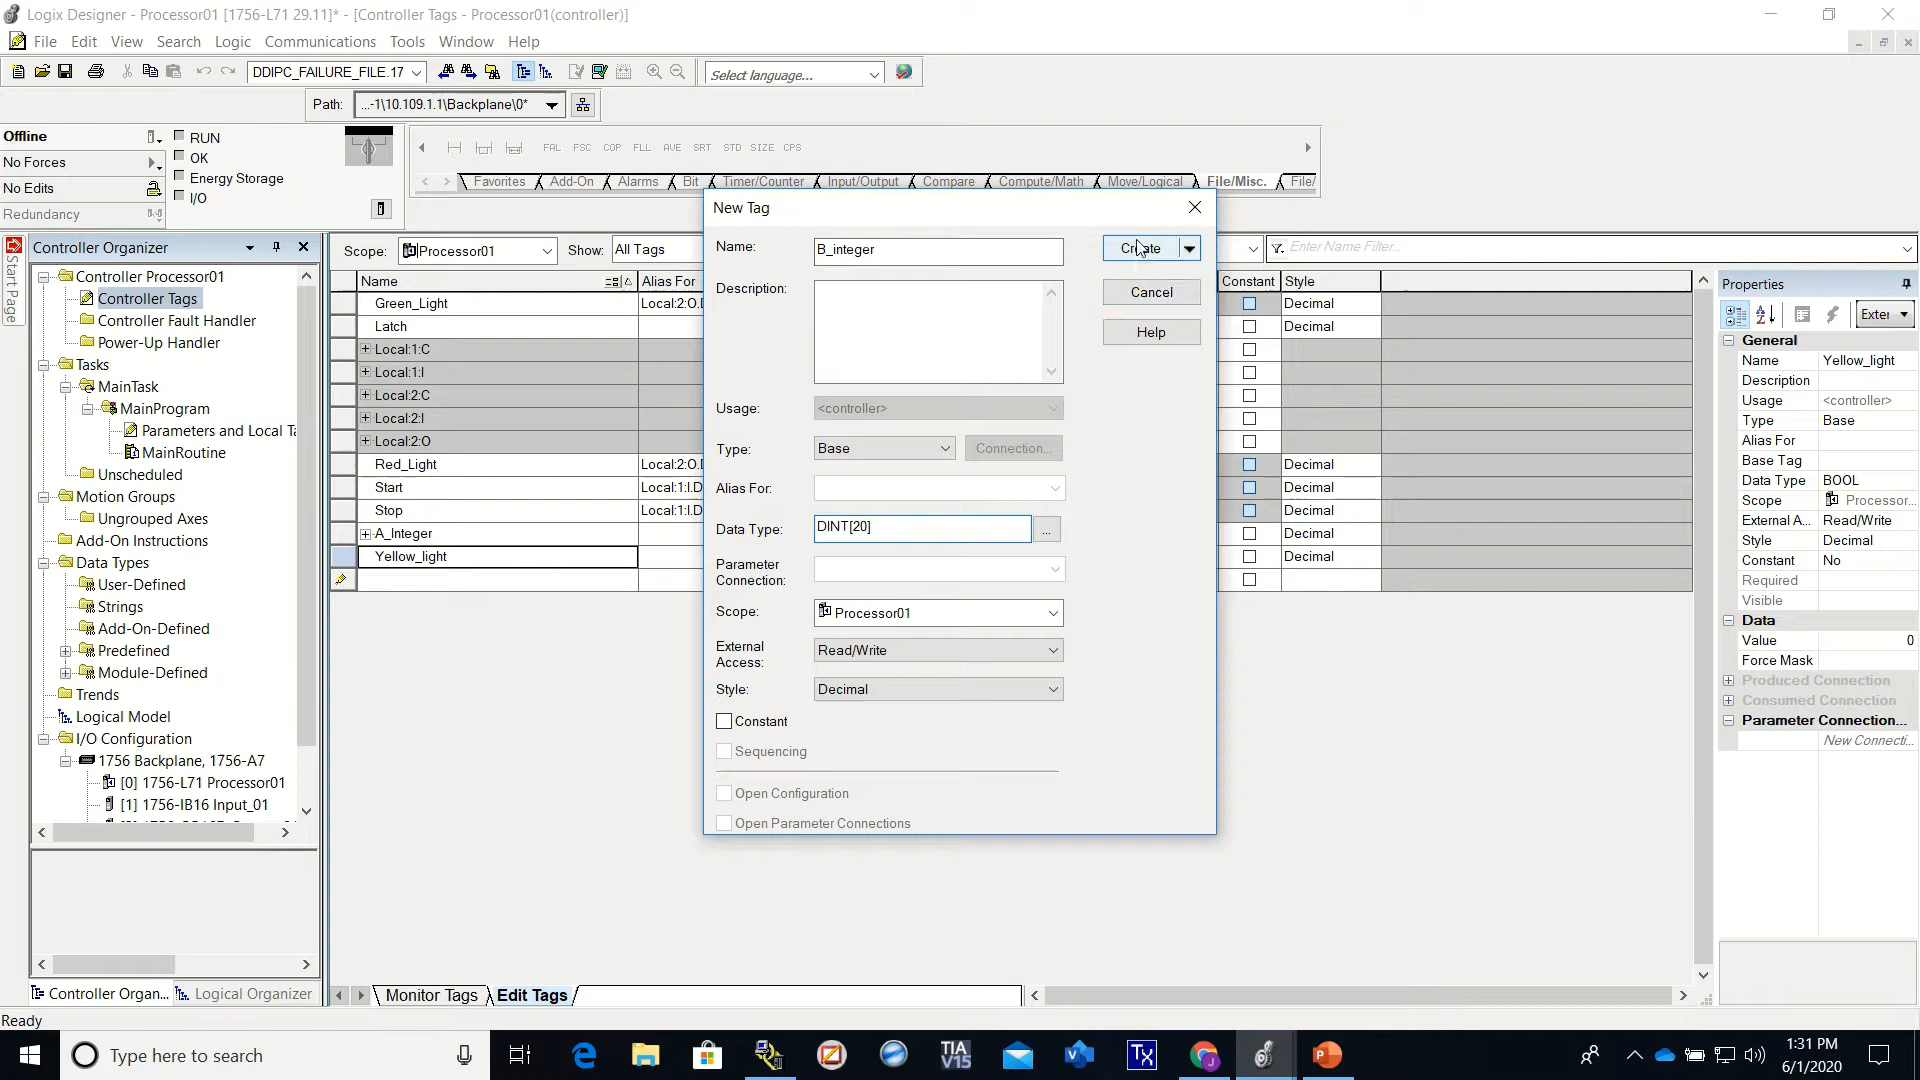 Logix Designer - Processor01 [1756-L71 29.11]* - [Controller Tags - Processor01(controller)]
File Edit View Search Logic Communications Tools Window Help
DDIPC_FAILURE_FILE.17
Select language...
Path: ...-1\10.109.1.1\Backplane\0*
Offline
RUN
No Forces
OK
No Edits
Energy Storage
Redundancy
I/O
FAL FSC COP FLL AVE SRT STD SIZE CPS
Favorites Add-On Alarms Bit Timer/Counter Input/Output Compare Compute/Math Move/Logical File/Misc. File/
Start Page
Controller Organizer
Controller Processor01
Controller Tags
Controller Fault Handler
Power-Up Handler
Tasks
MainTask
MainProgram
Parameters and Local Ta
MainRoutine
Unscheduled
Motion Groups
Ungrouped Axes
Add-On Instructions
Data Types
User-Defined
Strings
Add-On-Defined
Predefined
Module-Defined
Trends
Logical Model
I/O Configuration
1756 Backplane, 1756-A7
[0] 1756-L71 Processor01
[1] 1756-IB16 Input_01
Controller Organ...
Logical Organizer
Scope: Processor01 Show: All Tags
Enter Name Filter...
Name Alias For Constant Style
Green_Light Local:2:O.D Decimal
Latch Decimal
Local:1:C
Local:1:I
Local:2:C
Local:2:I
Local:2:O
Red_Light Local:2:O.D Decimal
Start Local:1:I.D Decimal
Stop Local:1:I.D Decimal
A_Integer Decimal
Yellow_light Decimal
Monitor Tags Edit Tags
New Tag
Name: B_integer
Create
Description:
Cancel
Help
Usage: <controller>
Type: Base Connection...
Alias For:
Data Type: DINT[20] ...
Parameter
Connection:
Scope: Processor01
External
Access: Read/Write
Style: Decimal
Constant
Sequencing
Open Configuration
Open Parameter Connections
Properties
Exter
General
Name Yellow_light
Description
Usage <controller>
Type Base
Alias For
Base Tag
Data Type BOOL
Scope Processor...
External A... Read/Write
Style Decimal
Constant No
Required
Visible
Data
Value 0
Force Mask
Produced Connection
Consumed Connection
Parameter Connection...
New Connecti...
Ready
Type here to search
TIA
V15
TX
1:31 PM
6/1/2020